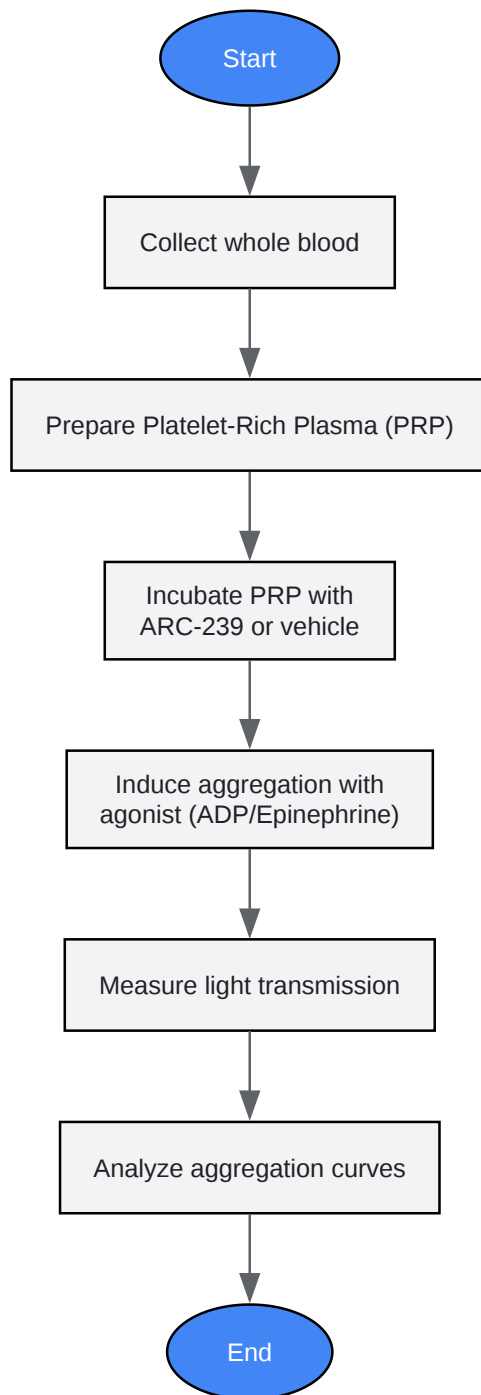 Start
Collect whole blood
Prepare Platelet-Rich Plasma (PRP)
Incubate PRP with
ARC-239 or vehicle
Induce aggregation with
agonist (ADP/Epinephrine)
Measure light transmission
Analyze aggregation curves
End